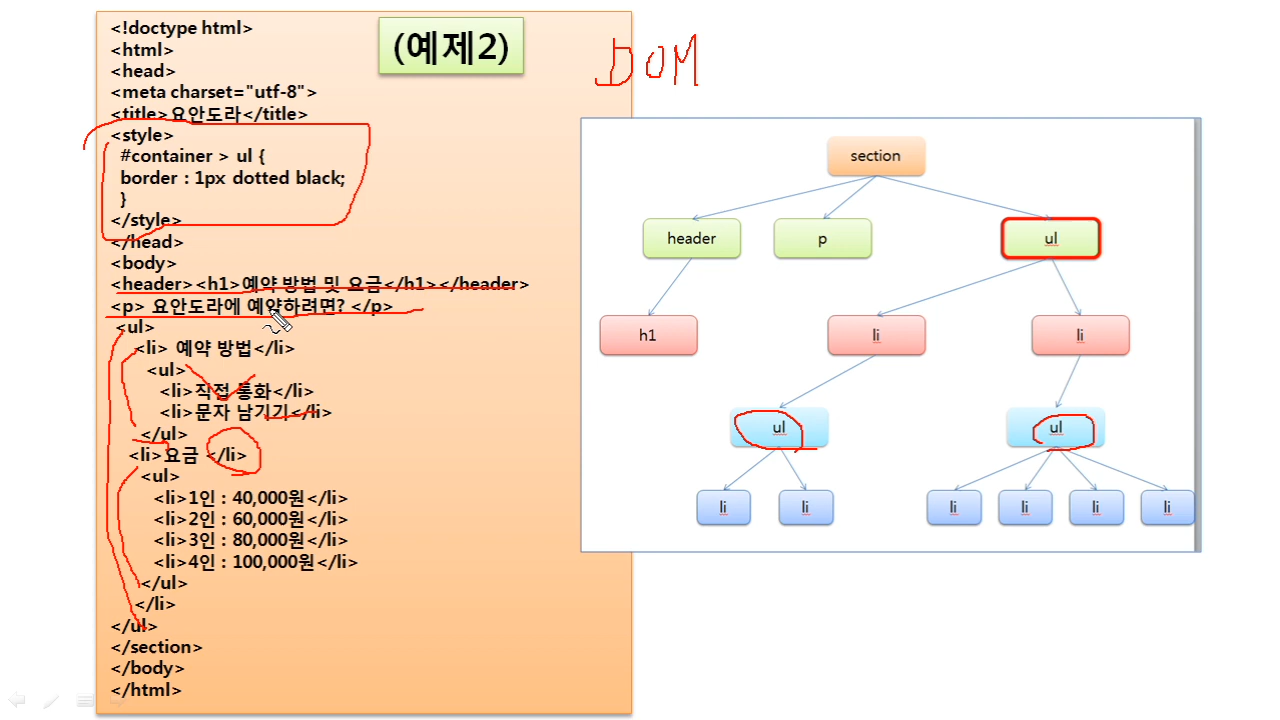 <!doctype html>
<html>
<head>
<meta charset="utf-8">
<title>요안도라</title>
<style>
#container > ul {
border : 1px dotted black;
}
</style>
</head>
<body>
<header><h1>예약 방법 및 요금</h1></header>
<p> 요안도라에 예약하려면? </p>
<ul>
<li> 예약 방법</li>
<ul>
<li>직접 통화</li>
<li>문자 남기기</li>
</ul>
<li>요금 </li>
<ul>
<li>1인 : 40,000원</li>
<li>2인 : 60,000원</li>
<li>3인 : 80,000원</li>
<li>4인 : 100,000원</li>
</ul>
</li>
</ul>
</section>
</body>
</html>
(예제2)
DOM
section
header p ul
h1 li li
ul ul
li li li li li li